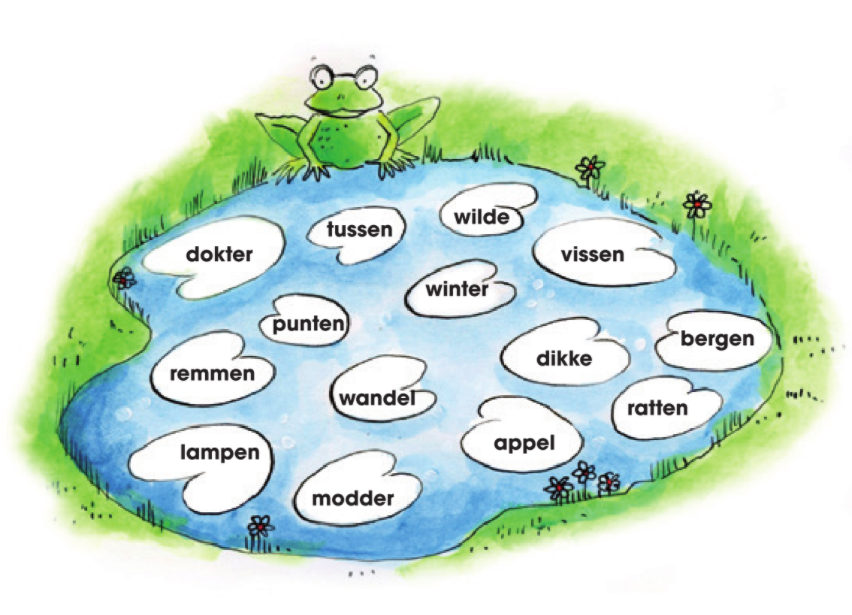 wilde
tussen
dokter
vissen
winter
punten
bergen
dikke
remmen
wandel
ratten
appel
lampen
modder